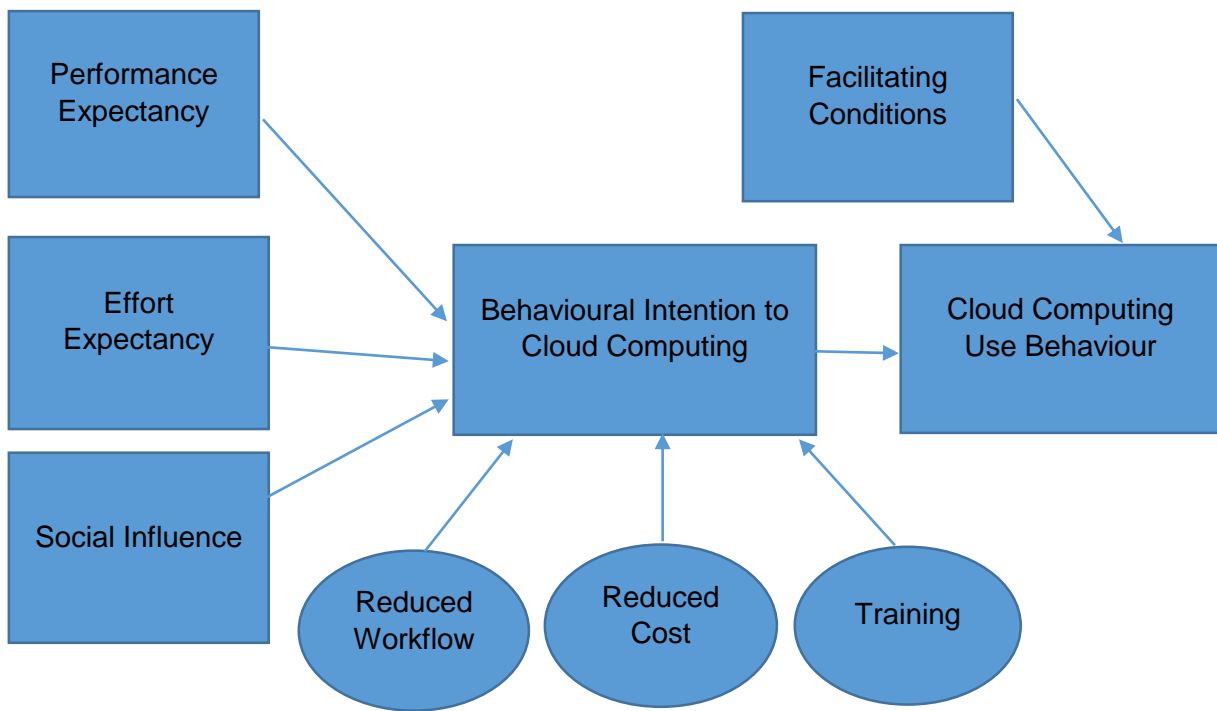 Performance
Expectancy
Facilitating
Conditions
Effort
Expectancy
Behavioural Intention to
Cloud Computing
Cloud Computing
Use Behaviour
Social Influence
Reduced
Workflow
Reduced
Cost
Training